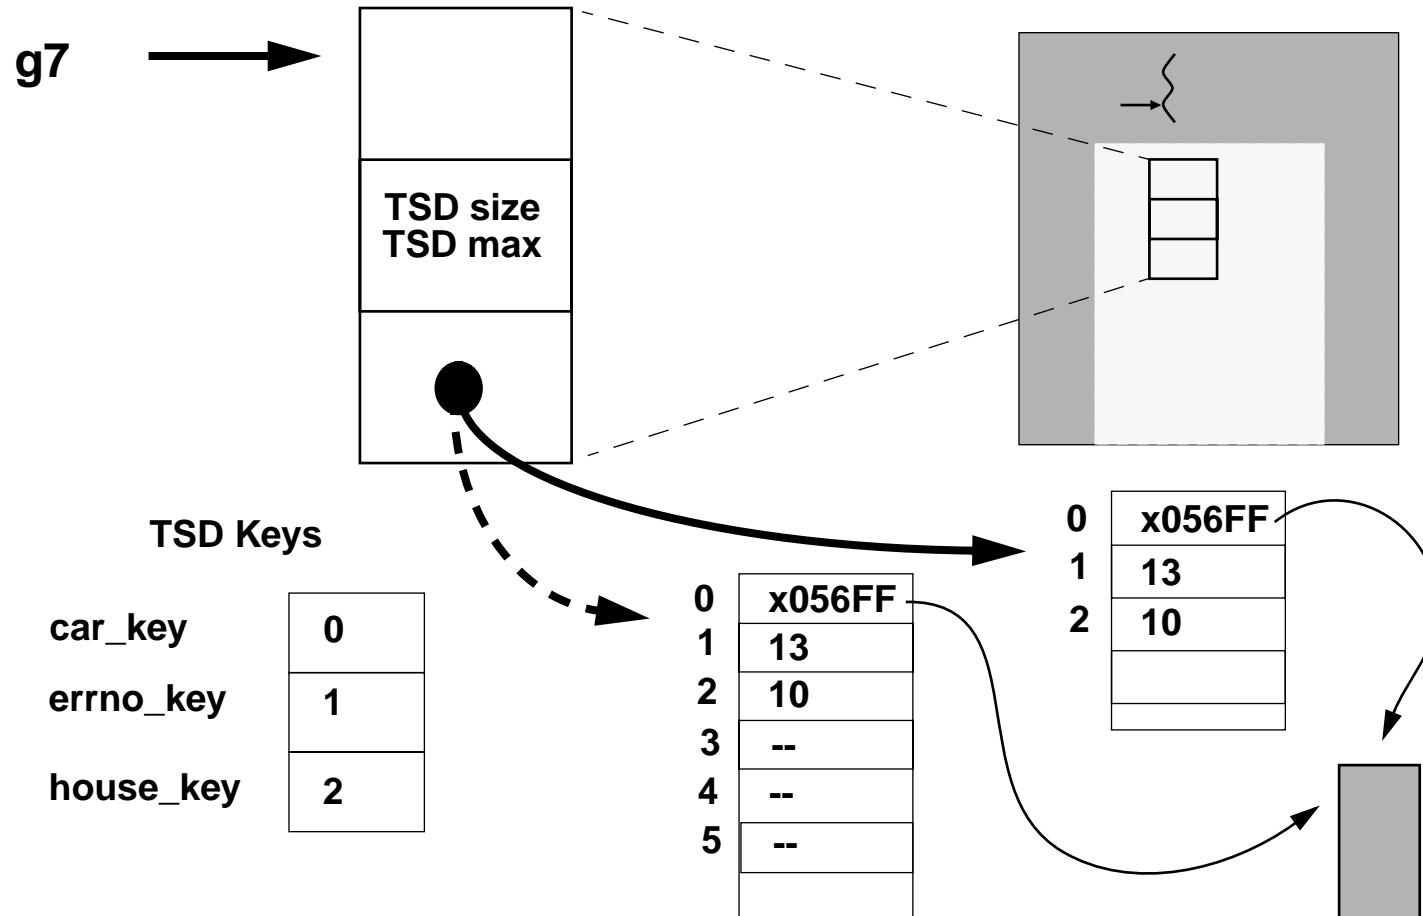 g7
TSD size
TSD max
TSD Keys
car_key 0
errno_key 1
house_key 2
0 x056FF
1 13
2 10
3 --
4 --
5 --
0 x056FF
1 13
2 10